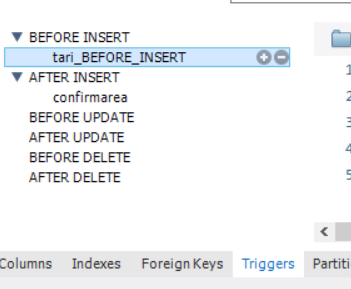 BEFORE INSERT
tari_BEFORE_INSERT
AFTER INSERT
confirmarea
BEFORE UPDATE
AFTER UPDATE
BEFORE DELETE
AFTER DELETE
1
2
3
4
5
Columns Indexes Foreign Keys Triggers Partiti